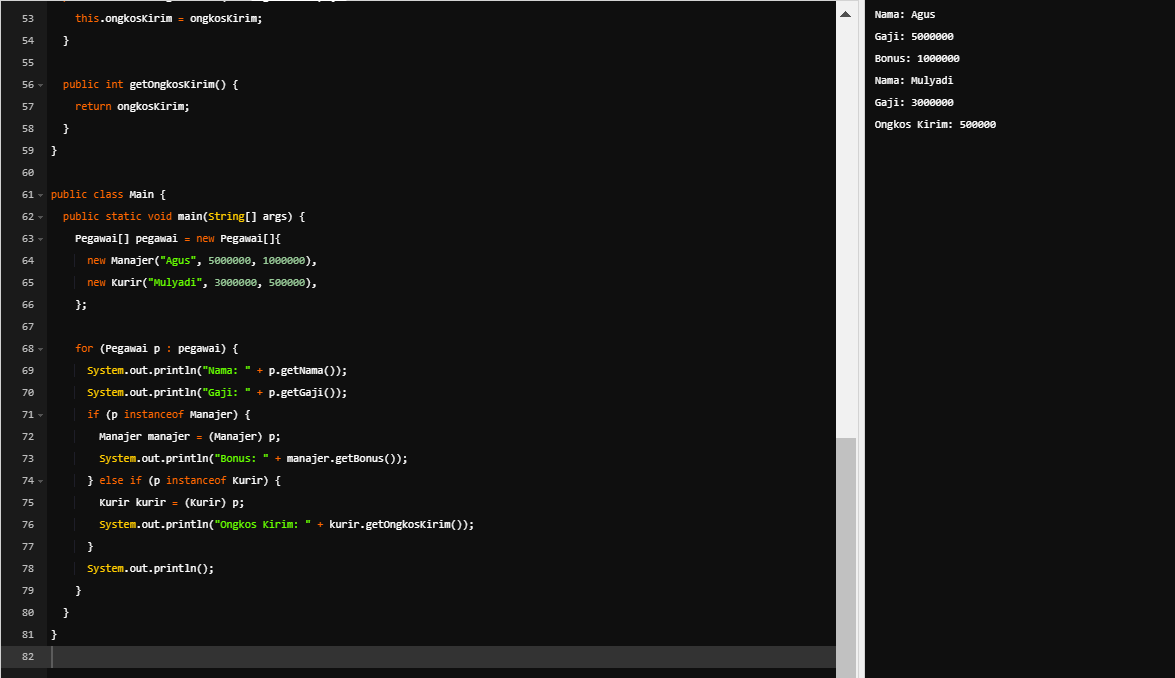 53 this.ongkosKirim = ongkosKirim;
54 }
55
56 public int getOngkosKirim() {
57 return ongkosKirim;
58 }
59 }
60
61 public class Main {
62 public static void main(String[] args) {
63 Pegawai[] pegawai = new Pegawai[]{
64 new Manajer("Agus", 5000000, 1000000),
65 new Kurir("Mulyadi", 3000000, 500000),
66 };
67
68 for (Pegawai p : pegawai) {
69 System.out.println("Nama: " + p.getNama());
70 System.out.println("Gaji: " + p.getGaji());
71 if (p instanceof Manajer) {
72 Manajer manajer = (Manajer) p;
73 System.out.println("Bonus: " + manajer.getBonus());
74 } else if (p instanceof Kurir) {
75 Kurir kurir = (Kurir) p;
76 System.out.println("Ongkos Kirim: " + kurir.getOngkosKirim());
77 }
78 System.out.println();
79 }
80 }
81 }
82
Nama: Agus
Gaji: 5000000
Bonus: 1000000
Nama: Mulyadi
Gaji: 3000000
Ongkos Kirim: 500000